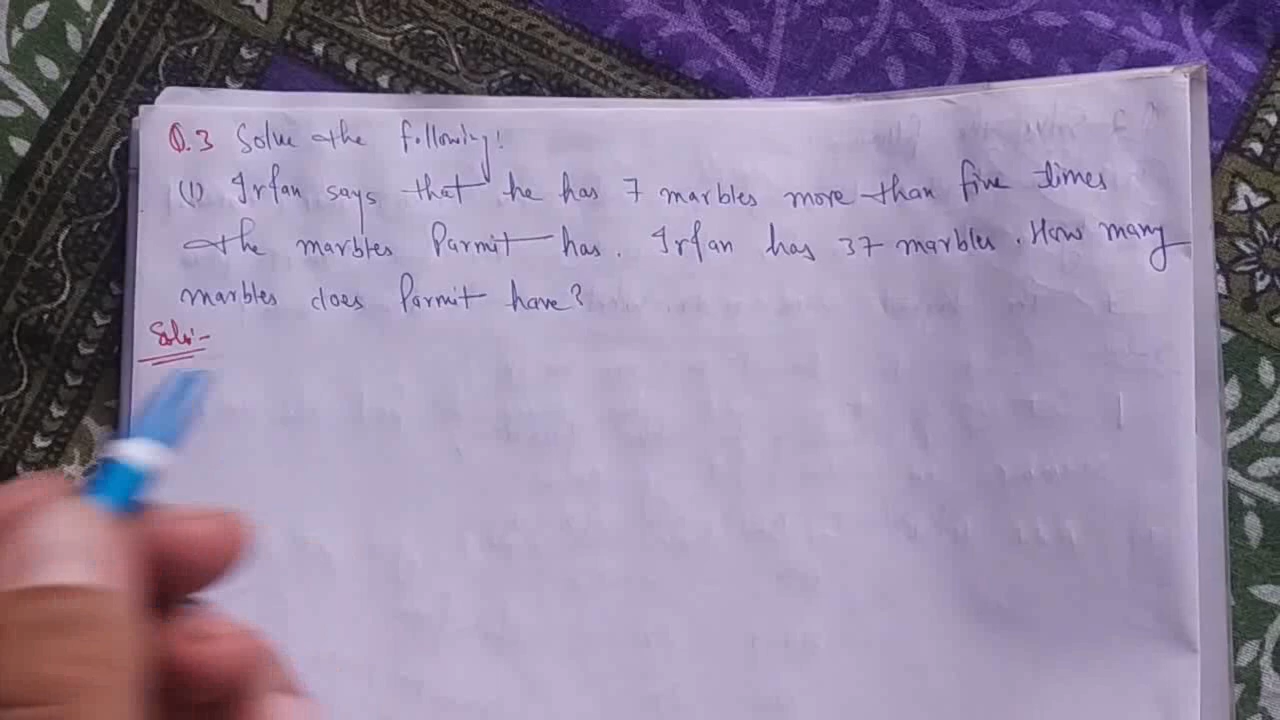 Q.3 Solve the following:
(1) Irfan says that he has 7 marbles more than five times
the marbles Parmit has. Irfan has 37 marbles. How many
marbles does Parmit have?
Sol:-